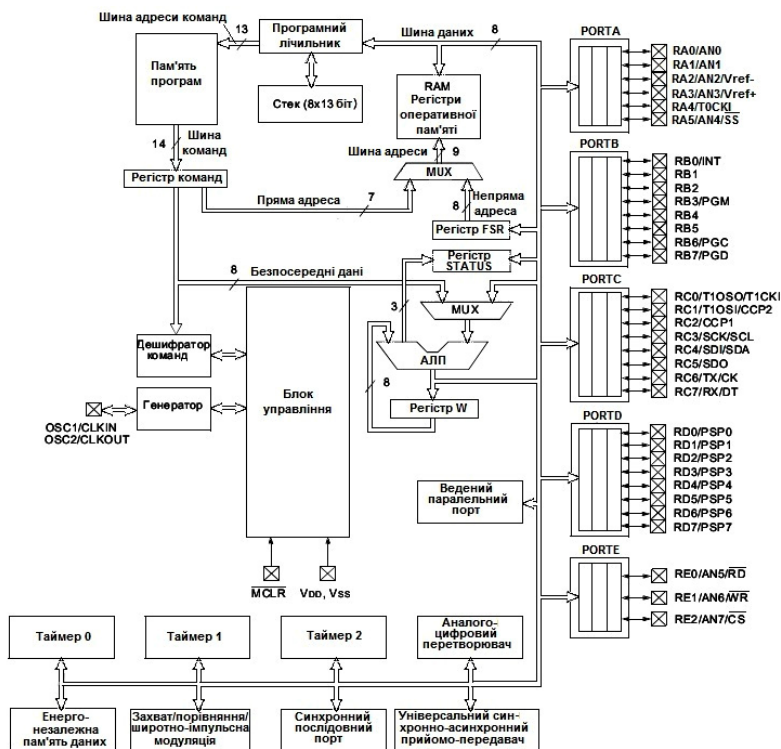 Шина адреси команд
13
Пам'ять
програм
Програмний
лічильник
Шина даних
8
Стек (8x13 біт)
RAM
Регістри
оперативної
пам'яті
14
Шина
команд
Шина адреси
9
Регістр команд
MUX
Пряма адреса
7
8
Непряма
адреса
Регістр FSR
Регістр
STATUS
8
Безпосередні дані
3
MUX
Дешифратор
команд
АЛП
8
Генератор
OSC1/CLKIN
OSC2/CLKOUT
Блок
управління
Регістр W
Ведений
паралельний
порт
MCLR
VDD, VSS
PORTA
RA0/AN0
RA1/AN1
RA2/AN2/Vref-
RA3/AN3/Vref+
RA4/T0CKI
RA5/AN4/SS
PORTB
RB0/INT
RB1
RB2
RB3/PGM
RB4
RB5
RB6/PGC
RB7/PGD
PORTC
RC0/T1OSO/T1CKI
RC1/T1OSI/CCP2
RC2/CCP1
RC3/SCK/SCL
RC4/SDI/SDA
RC5/SDO
RC6/TX/CK
RC7/RX/DT
PORTD
RD0/PSP0
RD1/PSP1
RD2/PSP2
RD3/PSP3
RD4/PSP4
RD5/PSP5
RD6/PSP6
RD7/PSP7
PORTE
RE0/AN5/RD
RE1/AN6/WR
RE2/AN7/CS
Таймер 0
Таймер 1
Таймер 2
Аналого-
цифровий
перетворювач
Енерго-
незалежна
пам'ять даних
Захват/порівняння/
широтно-імпульсна
модуляція
Синхронний
послідовний
порт
Універсальний син-
хронно-асинхронний
прийомо-передавач